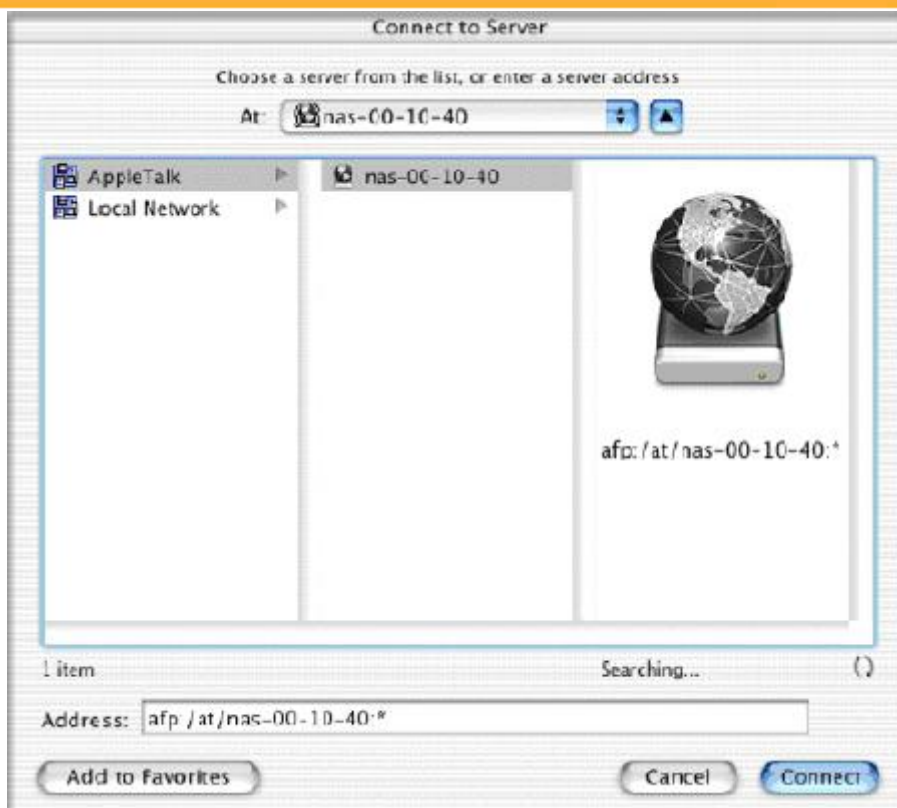 Connect to Server
Choose a server from the list, or enter a server address
At: nas-00-10-40
AppleTalk
Local Network
nas-00-10-40
afp:/at/nas-00-10-40:*
1 item
Searching...
Address: afp:/at/nas-00-10-40:*
Add to Favorites
Cancel
Connect